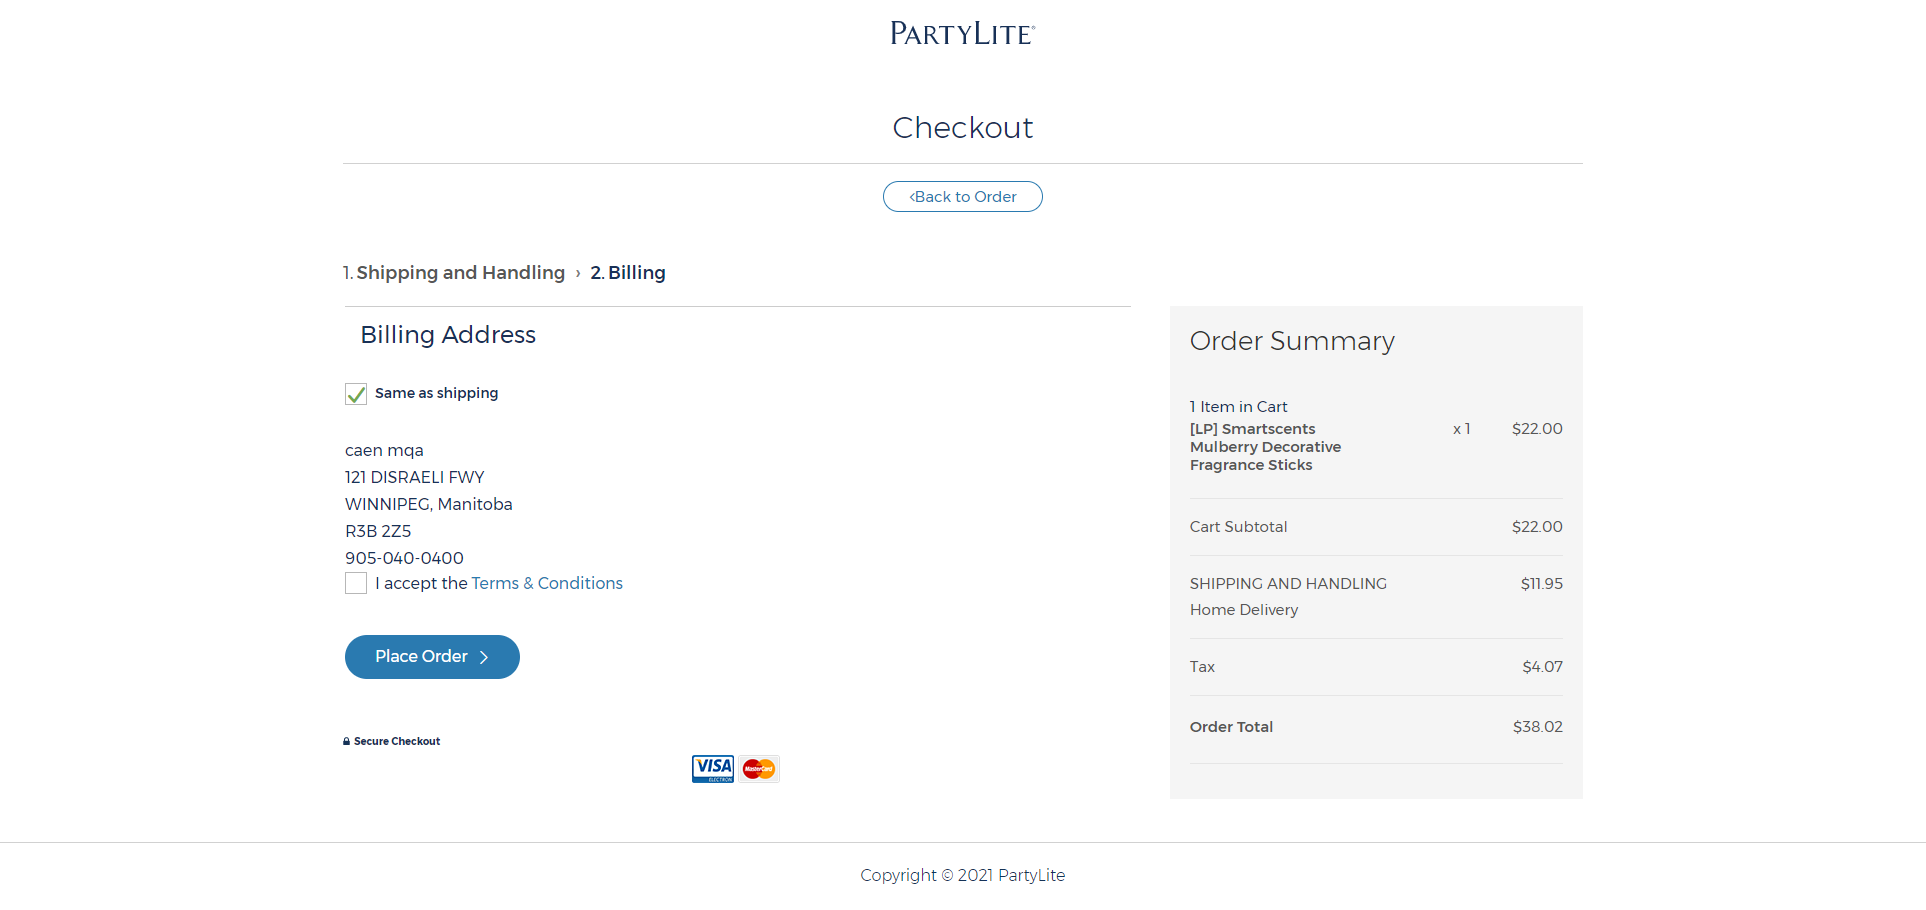 PARTYLITE®
Checkout
‹Back to Order
1. Shipping and Handling › 2. Billing
Billing Address
Same as shipping
caen mqa
121 DISRAELI FWY
WINNIPEG, Manitoba
R3B 2Z5
905-040-0400
I accept the Terms & Conditions
Place Order
Secure Checkout
VISA
ELECTRON
MasterCard
Order Summary
1 Item in Cart
[LP] Smartscents x 1 $22.00
Mulberry Decorative
Fragrance Sticks
Cart Subtotal $22.00
SHIPPING AND HANDLING $11.95
Home Delivery
Tax $4.07
Order Total $38.02
Copyright © 2021 PartyLite